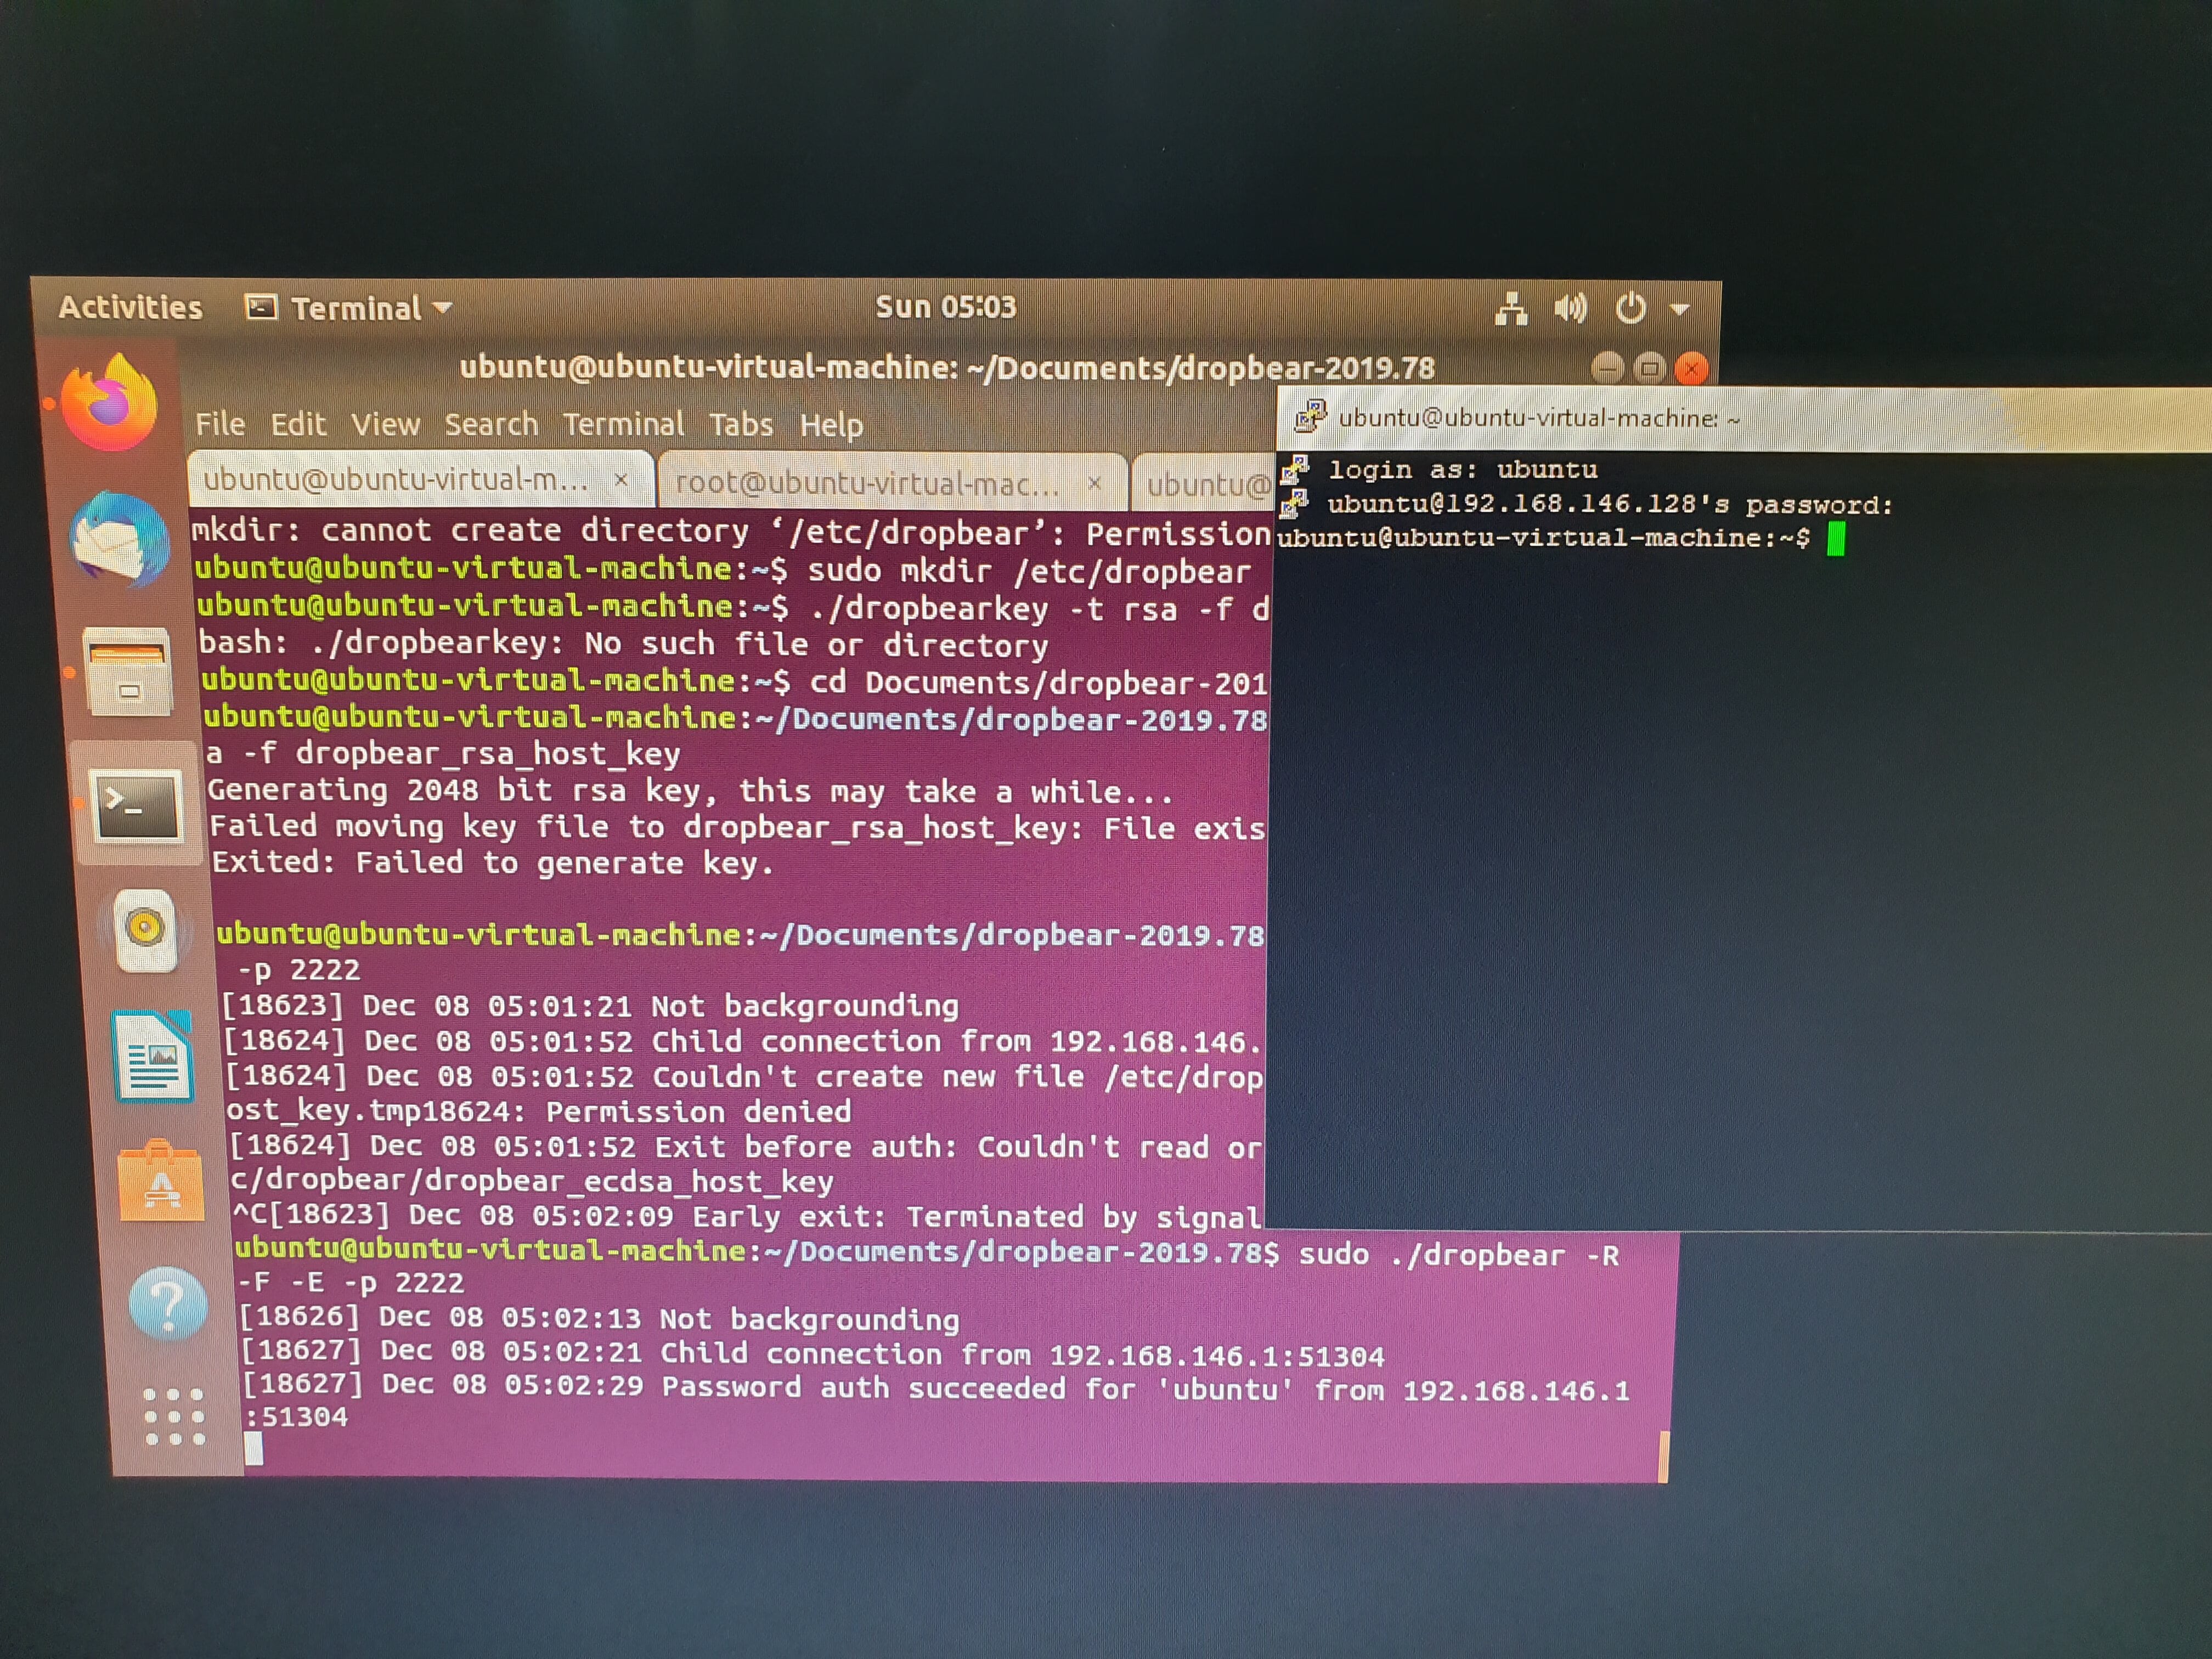 Activities
Terminal
Sun 05:03
ubuntu@ubuntu-virtual-machine: ~/Documents/dropbear-2019.78
File Edit View Search Terminal Tabs Help
ubuntu@ubuntu-virtual-m...
root@ubuntu-virtual-mac...
ubuntu@
mkdir: cannot create directory ‘/etc/dropbear’: Permission
ubuntu@ubuntu-virtual-machine:~$ sudo mkdir /etc/dropbear
ubuntu@ubuntu-virtual-machine:~$ ./dropbearkey -t rsa -f d
bash: ./dropbearkey: No such file or directory
ubuntu@ubuntu-virtual-machine:~$ cd Documents/dropbear-201
ubuntu@ubuntu-virtual-machine:~/Documents/dropbear-2019.78
a -f dropbear_rsa_host_key
Generating 2048 bit rsa key, this may take a while...
Failed moving key file to dropbear_rsa_host_key: File exis
Exited: Failed to generate key.
ubuntu@ubuntu-virtual-machine:~/Documents/dropbear-2019.78
-p 2222
[18623] Dec 08 05:01:21 Not backgrounding
[18624] Dec 08 05:01:52 Child connection from 192.168.146.
[18624] Dec 08 05:01:52 Couldn't create new file /etc/drop
ost_key.tmp18624: Permission denied
[18624] Dec 08 05:01:52 Exit before auth: Couldn't read or
c/dropbear/dropbear_ecdsa_host_key
^C[18623] Dec 08 05:02:09 Early exit: Terminated by signal
ubuntu@ubuntu-virtual-machine:~/Documents/dropbear-2019.78$ sudo ./dropbear -R
-F -E -p 2222
[18626] Dec 08 05:02:13 Not backgrounding
[18627] Dec 08 05:02:21 Child connection from 192.168.146.1:51304
[18627] Dec 08 05:02:29 Password auth succeeded for 'ubuntu' from 192.168.146.1
:51304
ubuntu@ubuntu-virtual-machine: ~
login as: ubuntu
ubuntu@192.168.146.128's password:
ubuntu@ubuntu-virtual-machine:~$